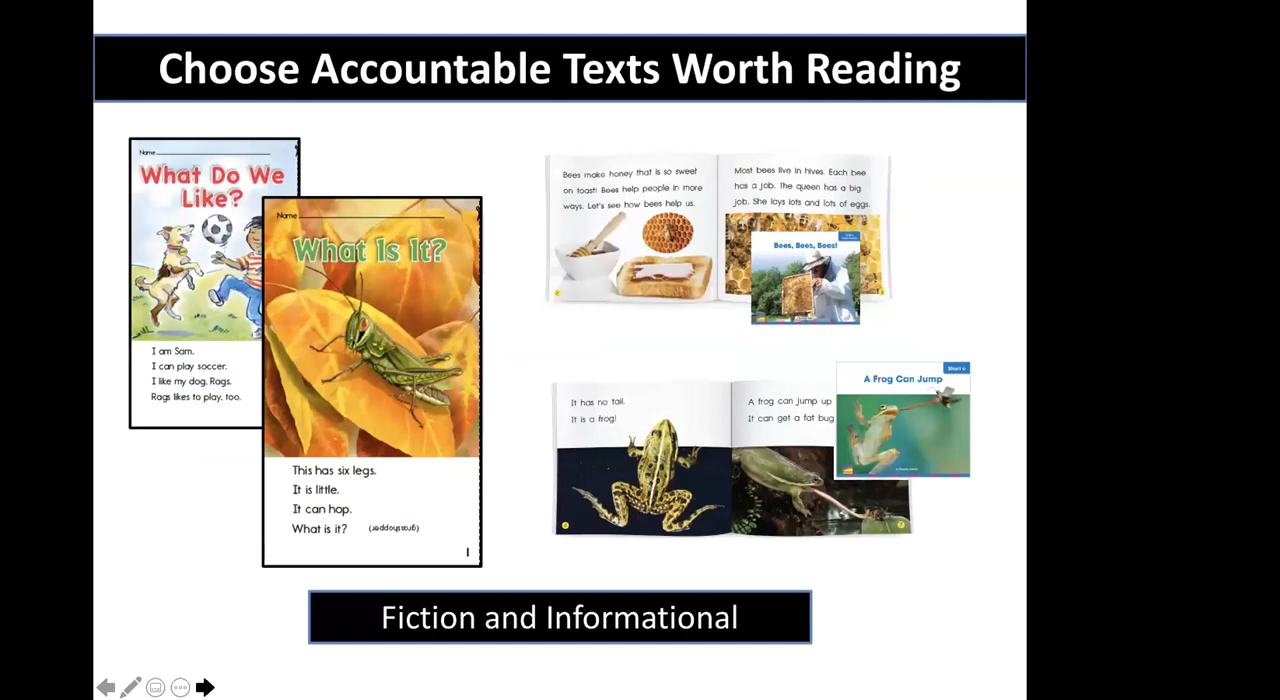 Choose Accountable Texts Worth Reading
Name
What Do We
Like?
I am Sam.
I can play soccer.
I like my dog, Rags.
Rags likes to play, too.
Name
What Is It?
This has six legs.
It is little.
It can hop.
What is it? (grasshopper)
1
Bees make honey that is so sweet
on toast! Bees help people in more
ways. Let's see how bees help us.
Most bees live in hives. Each bee
has a job. The queen has a big
job. She lays lots and lots of eggs.
Bees, Bees, Bees!
It has no tail.
It is a frog!
6
A frog can jump up
It can get a fat bug
7
A Frog Can Jump
Fiction and Informational